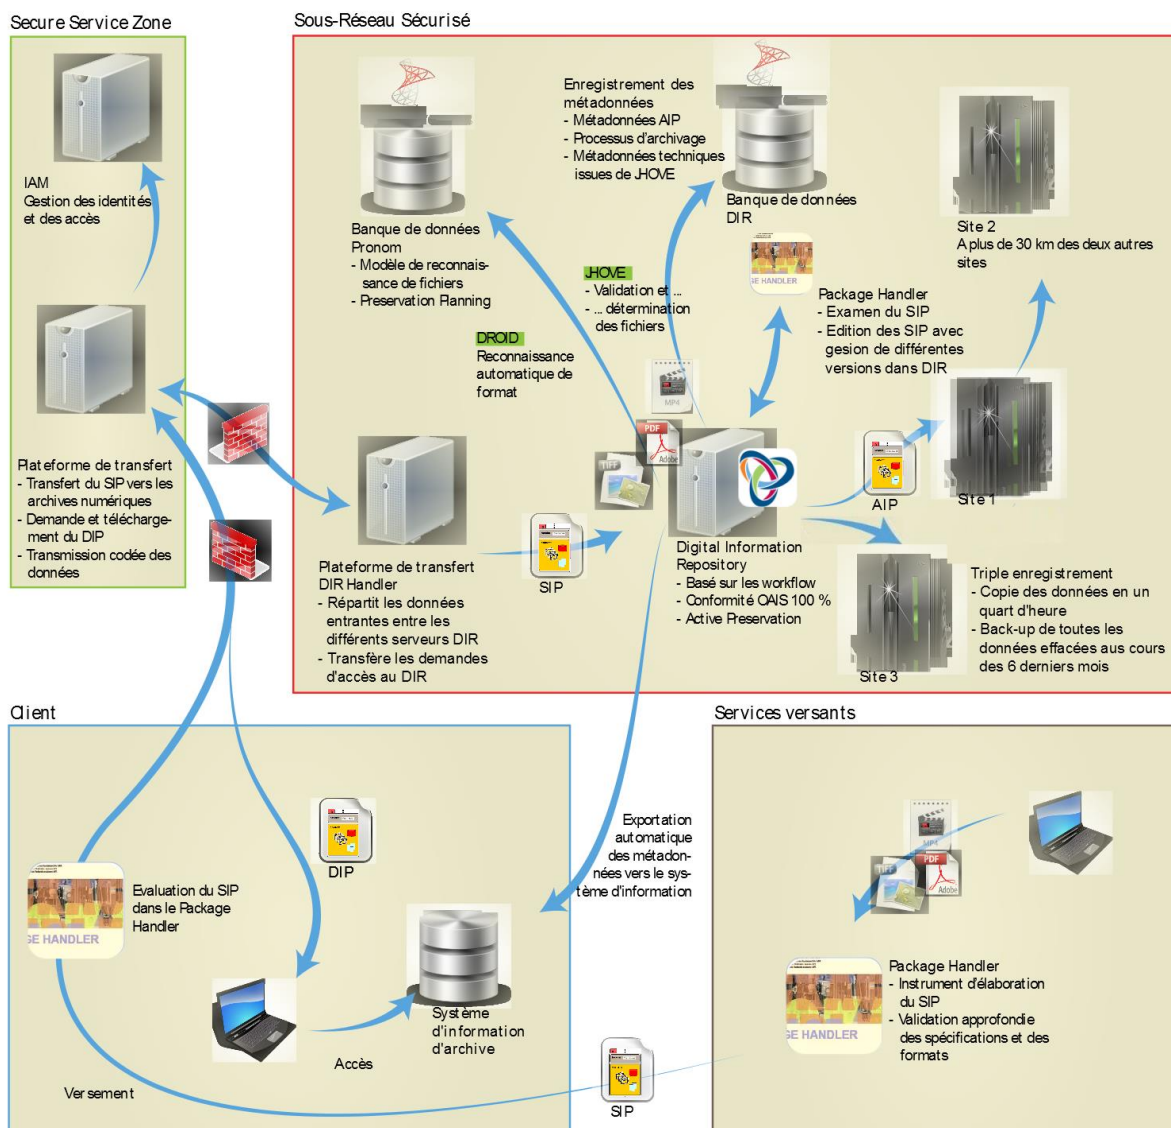 Secure Service Zone
IAM
Gestion des identités
et des accès
Plateforme de transfert
- Transfert du SIP vers les
archives numériques
- Demande et télécharge-
ment du DIP
- Transmission codée des
données
Sous-Réseau Sécurisé
Banque de données
Pronom
- Modèle de reconnais-
sance de fichiers
- Preservation Planning
DROID
Reconnaissance
automatique de
format
Enregistrement des
métadonnées
- Métadonnées AIP
- Processus d'archivage
- Métadonnées techniques
issues de JHOVE
Banque de données
DIR
GE HANDLER
JHOVE
- Validation et ...
- ... détermination
des fichiers
Package Handler
- Examen du SIP
- Edition des SIP avec
gesion de différentes
versions dans DIR
Site 2
A plus de 30 km des deux autres
sites
MP4
PDF
Adobe
TIFF
Plateforme de transfert
DIR Handler
- Répartit les données
entrantes entre les
différents serveurs DIR
- Transfère les demandes
d'accès au DIR
SIP
Digital Information
Repository
- Basé sur les workflow
- Conformité OAIS 100 %
- Active Preservation
AIP
Site 1
Site 3
Triple enregistrement
- Copie des données en un
quart d'heure
- Back-up de toutes les
données effacées aus cours
des 6 derniers mois
Client
DIP
GE HANDLER
Evaluation du SIP
dans le Package
Handler
Exportation
automatique
des métadon-
nées vers le sys-
tème d'information
Système
d'information
d'archive
Accès
Versement
SIP
Services versants
MP4
PDF
Adobe
TIFF
GE HANDLER
Package Handler
- Instrument d'élaboration
du SIP
- Validation approfondie
des spécifications et des
formats